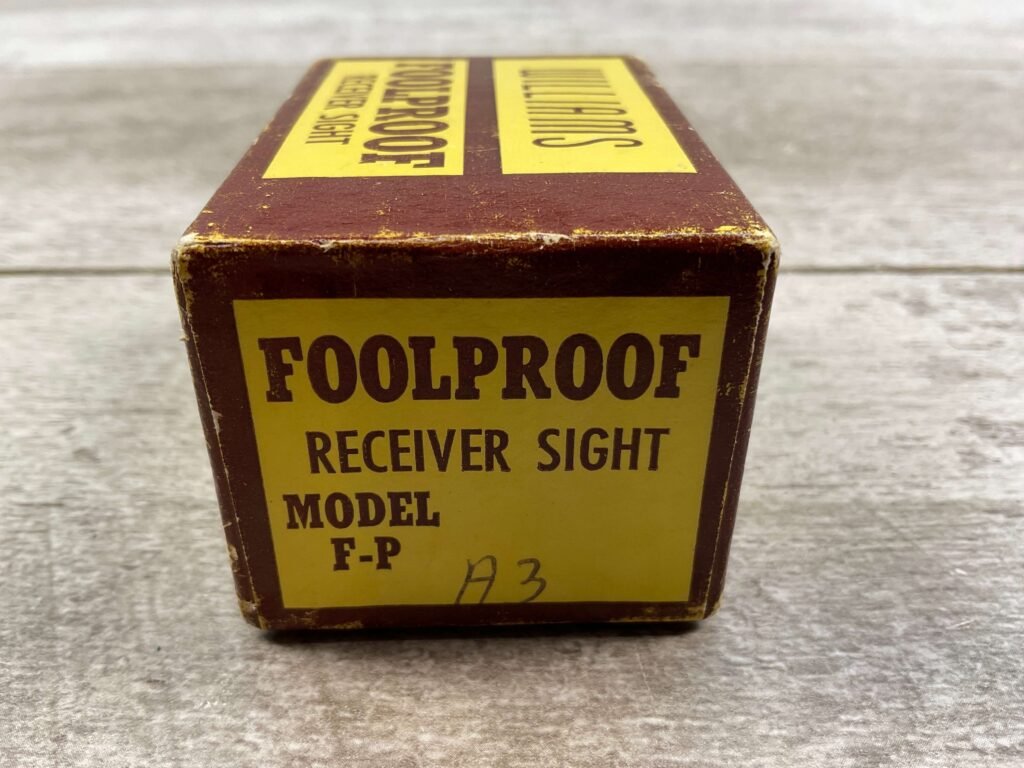 WILLIAMS
FOOLPROOF
RECEIVER SIGHT
FOOLPROOF
RECEIVER SIGHT
MODEL
F-P
A3